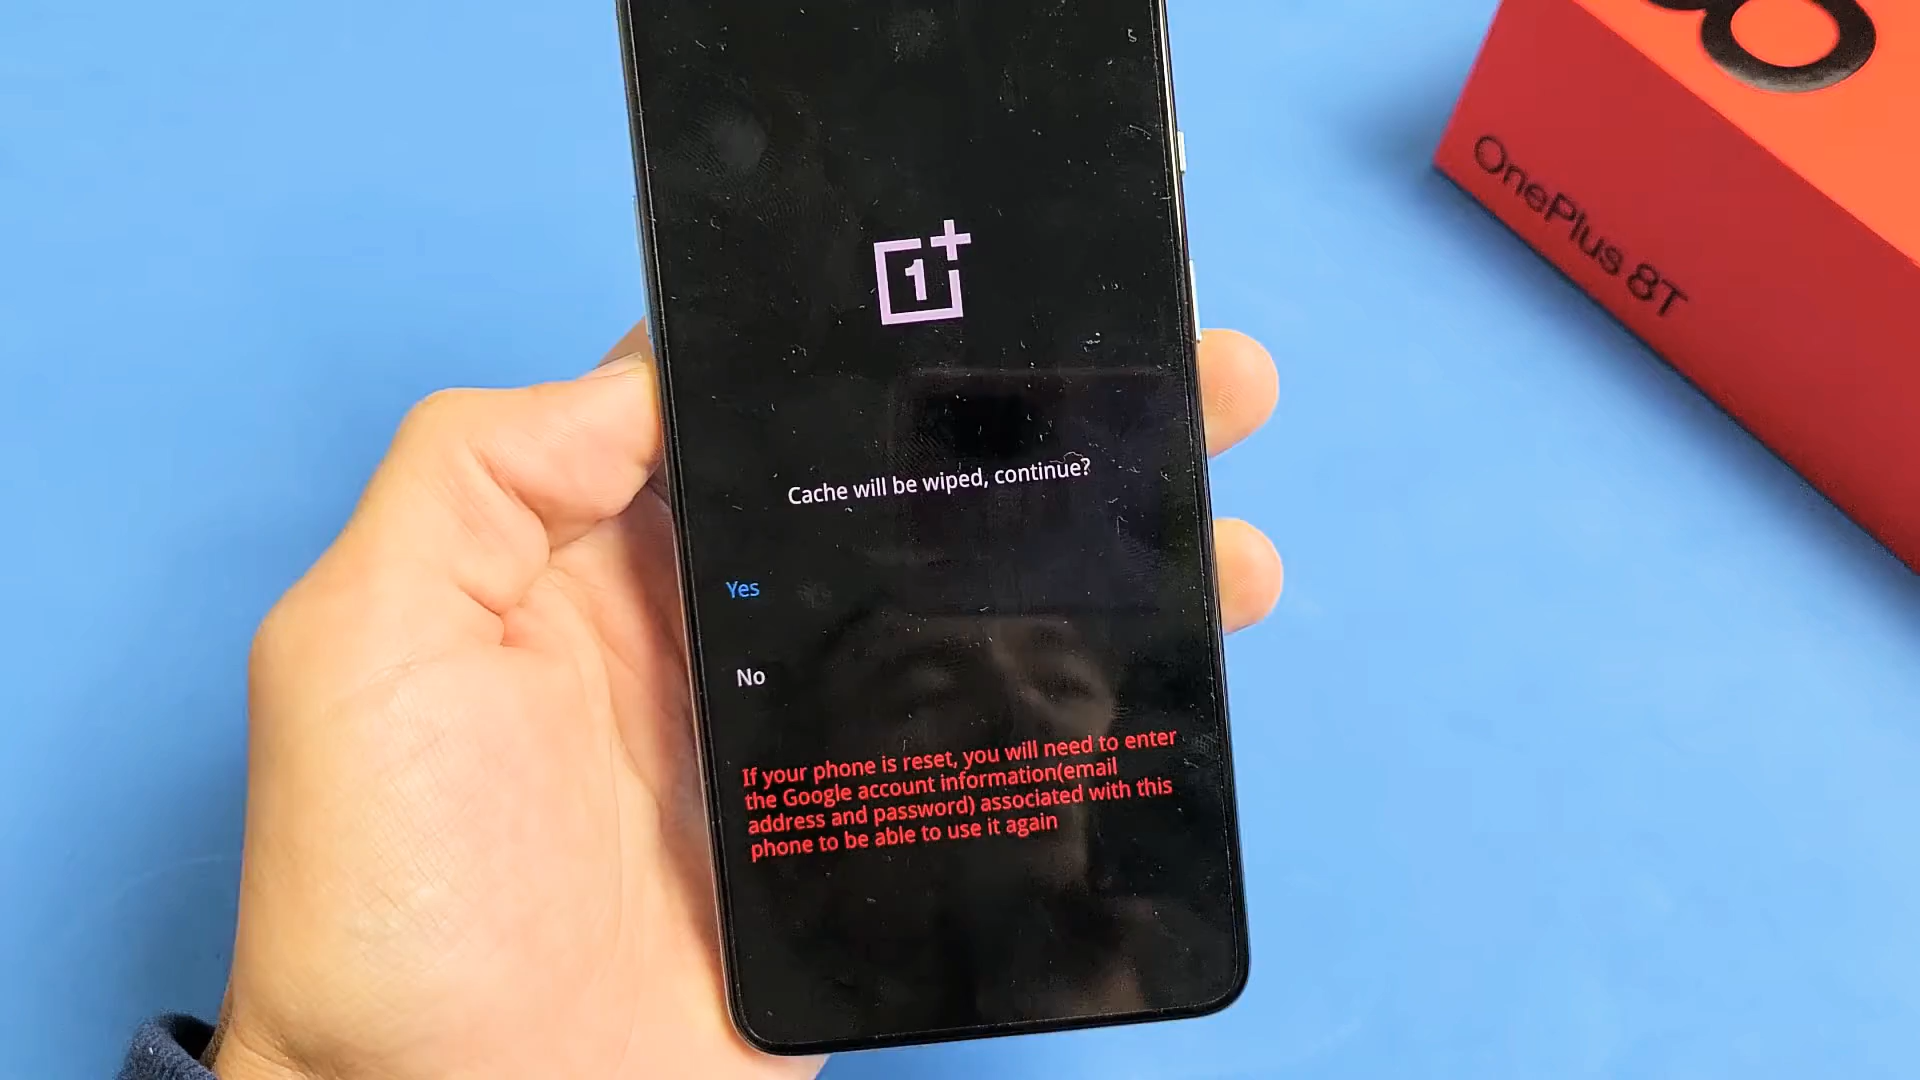 OnePlus 8T
1+
Cache will be wiped, continue?
Yes
No
If your phone is reset, you will need to enter
the Google account information(email
address and password) associated with this
phone to be able to use it again